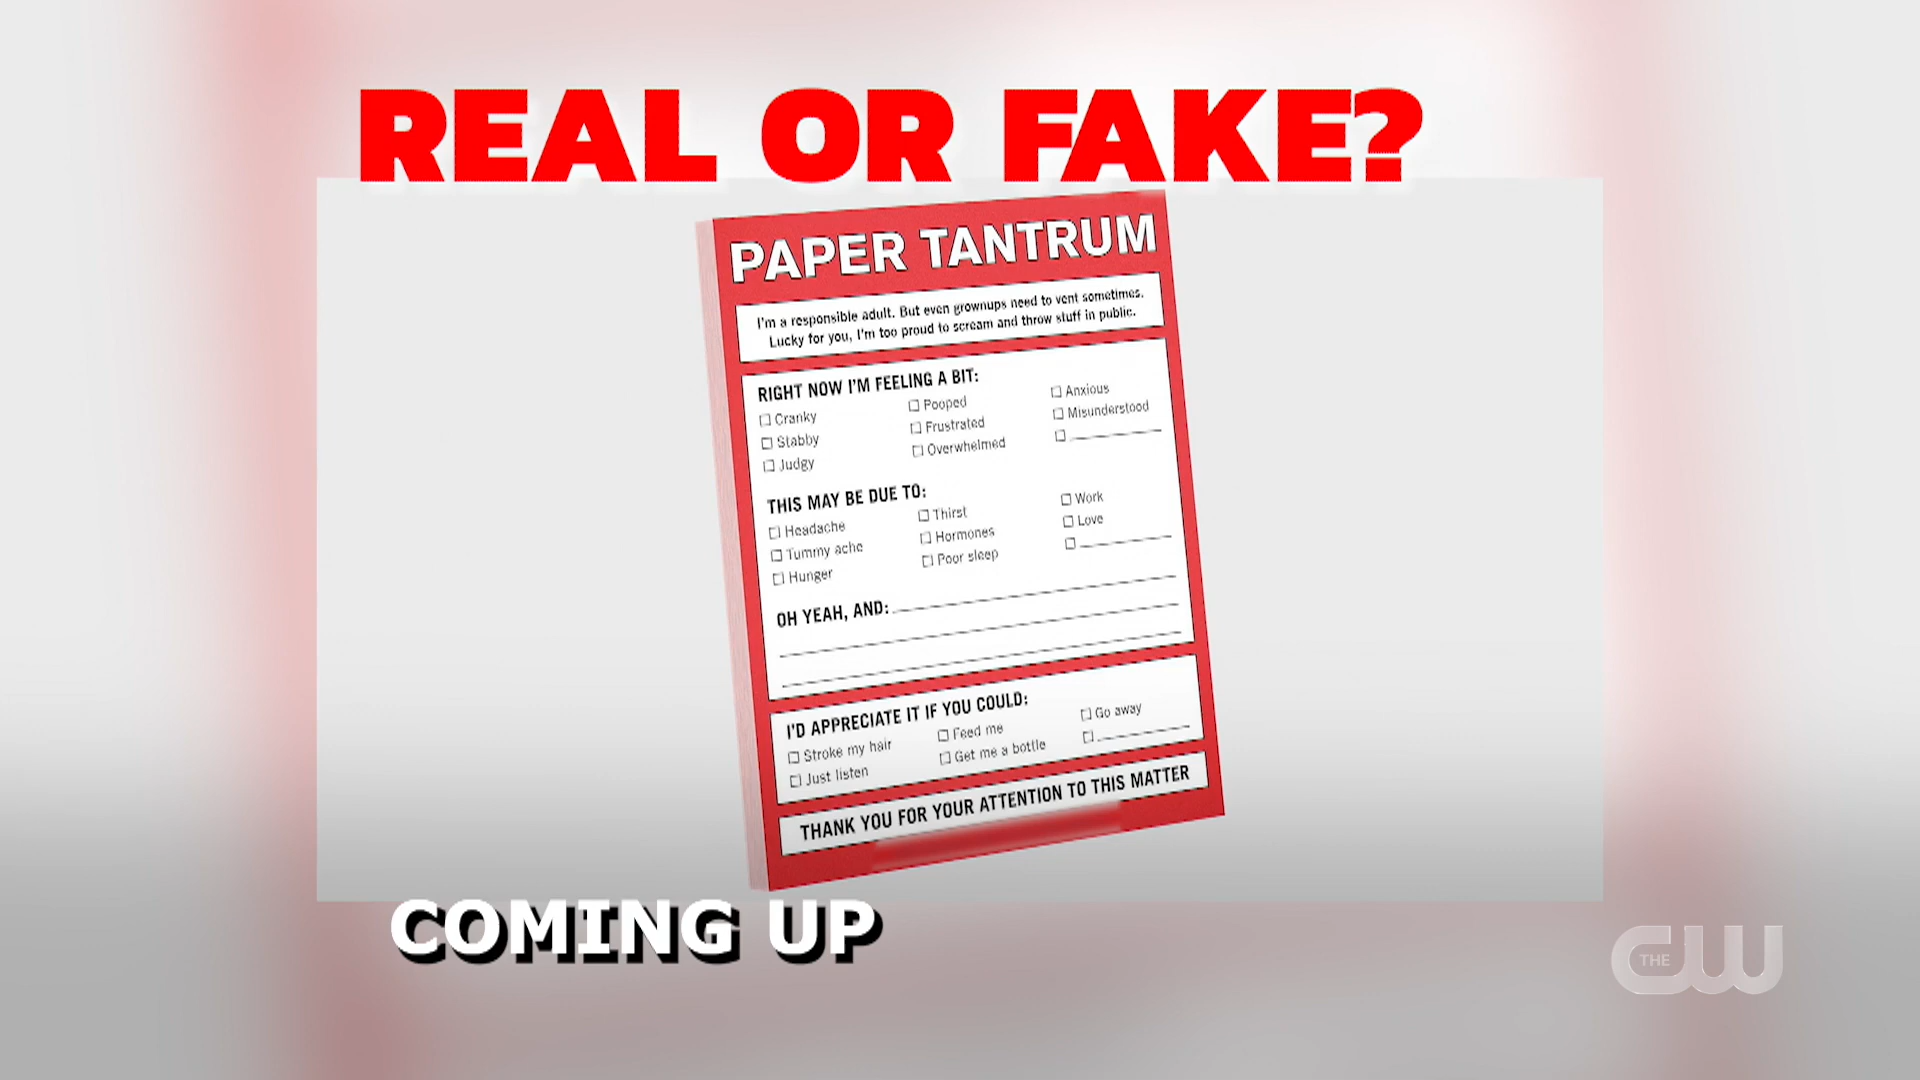 REAL OR FAKE?
PAPER TANTRUM
I'm a responsible adult. But even grownups need to vent sometimes.
Lucky for you, I'm too proud to scream and throw stuff in public.
RIGHT NOW I'M FEELING A BIT:
Cranky
Stabby
Judgy
Pooped
Frustrated
Overwhelmed
Anxious
Misunderstood
THIS MAY BE DUE TO:
Headache
Tummy ache
Hunger
Thirst
Hormones
Poor sleep
Work
Love
OH YEAH, AND:
I'D APPRECIATE IT IF YOU COULD:
Stroke my hair
Just listen
Feed me
Get me a bottle
Go away
THANK YOU FOR YOUR ATTENTION TO THIS MATTER
COMING UP
THE CW